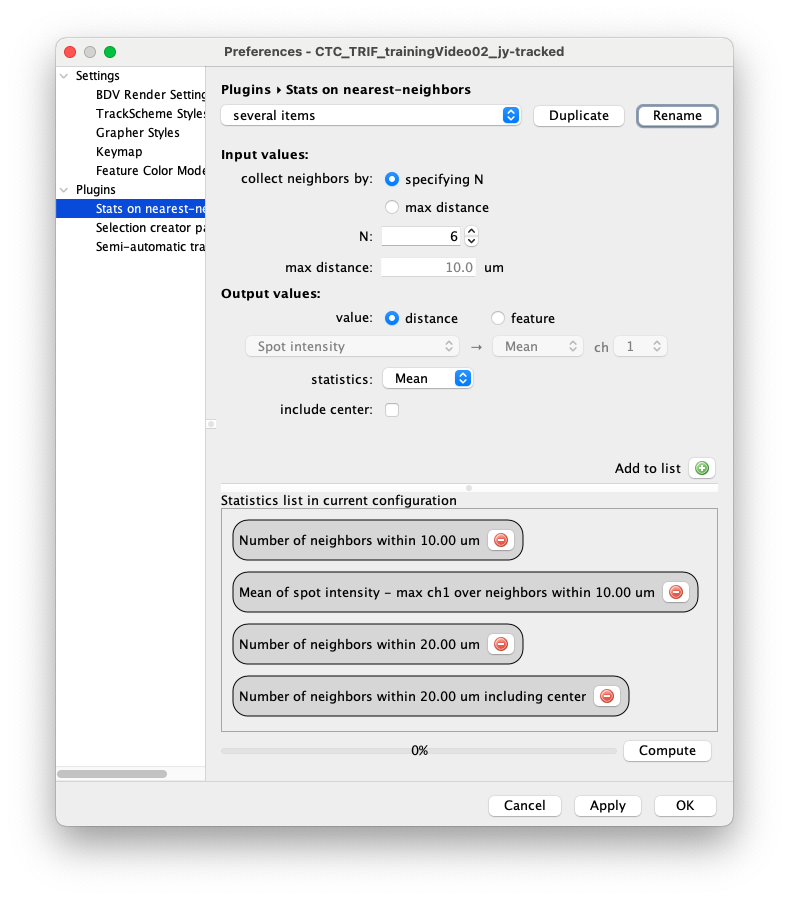 Preferences - CTC_TRIF_trainingVideo02_jy-tracked
Settings
BDV Render Setting
TrackScheme Styles
Grapher Styles
Keymap
Feature Color Mode
Plugins
Stats on nearest-ne
Selection creator pa
Semi-automatic tra
Plugins ▸ Stats on nearest-neighbors
several items Duplicate Rename
Input values:
collect neighbors by: specifying N
max distance
N: 6
max distance: 10.0 um
Output values:
value: distance feature
Spot intensity → Mean ch 1
statistics: Mean
include center:
Add to list
Statistics list in current configuration
Number of neighbors within 10.00 um
Mean of spot intensity - max ch1 over neighbors within 10.00 um
Number of neighbors within 20.00 um
Number of neighbors within 20.00 um including center
0% Compute
Cancel Apply OK